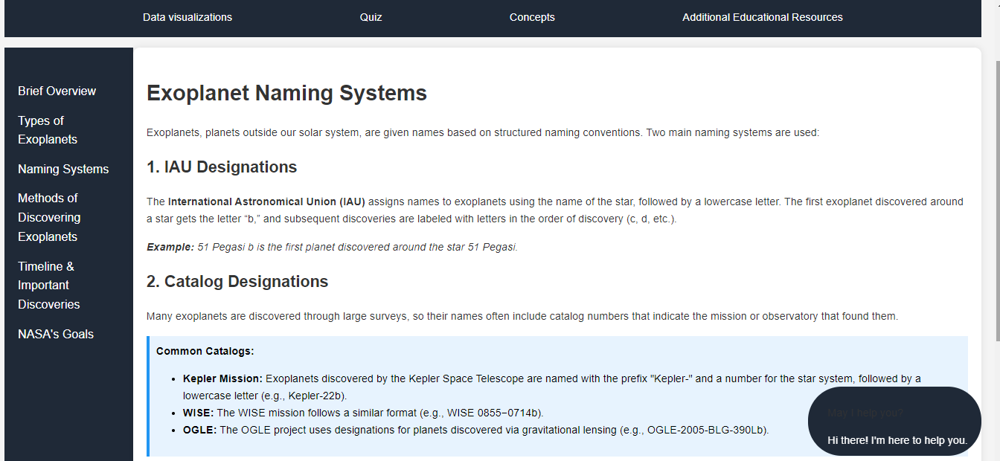 Data visualizations
Quiz
Concepts
Additional Educational Resources
Brief Overview
Types of
Exoplanets
Naming Systems
Methods of
Discovering
Exoplanets
Timeline &
Important
Discoveries
NASA's Goals
Exoplanet Naming Systems
Exoplanets, planets outside our solar system, are given names based on structured naming conventions. Two main naming systems are used:
1. IAU Designations
The International Astronomical Union (IAU) assigns names to exoplanets using the name of the star, followed by a lowercase letter. The first exoplanet discovered around
a star gets the letter “b,” and subsequent discoveries are labeled with letters in the order of discovery (c, d, etc.).
Example: 51 Pegasi b is the first planet discovered around the star 51 Pegasi.
2. Catalog Designations
Many exoplanets are discovered through large surveys, so their names often include catalog numbers that indicate the mission or observatory that found them.
Common Catalogs:
• Kepler Mission: Exoplanets discovered by the Kepler Space Telescope are named with the prefix "Kepler-" and a number for the star system, followed by a
lowercase letter (e.g., Kepler-22b).
• WISE: The WISE mission follows a similar format (e.g., WISE 0855−0714b).
• OGLE: The OGLE project uses designations for planets discovered via gravitational lensing (e.g., OGLE-2005-BLG-390Lb).
May I help you?
Hi there! I'm here to help you.